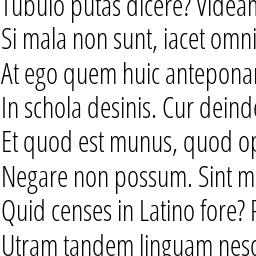 Tubulo putas dicere? Videam
Si mala non sunt, iacet omni
At ego quem huic antepona
In schola desinis. Cur deinde
Et quod est munus, quod op
Negare non possum. Sint m
Quid censes in Latino fore?
Utram tandem linguam nesc